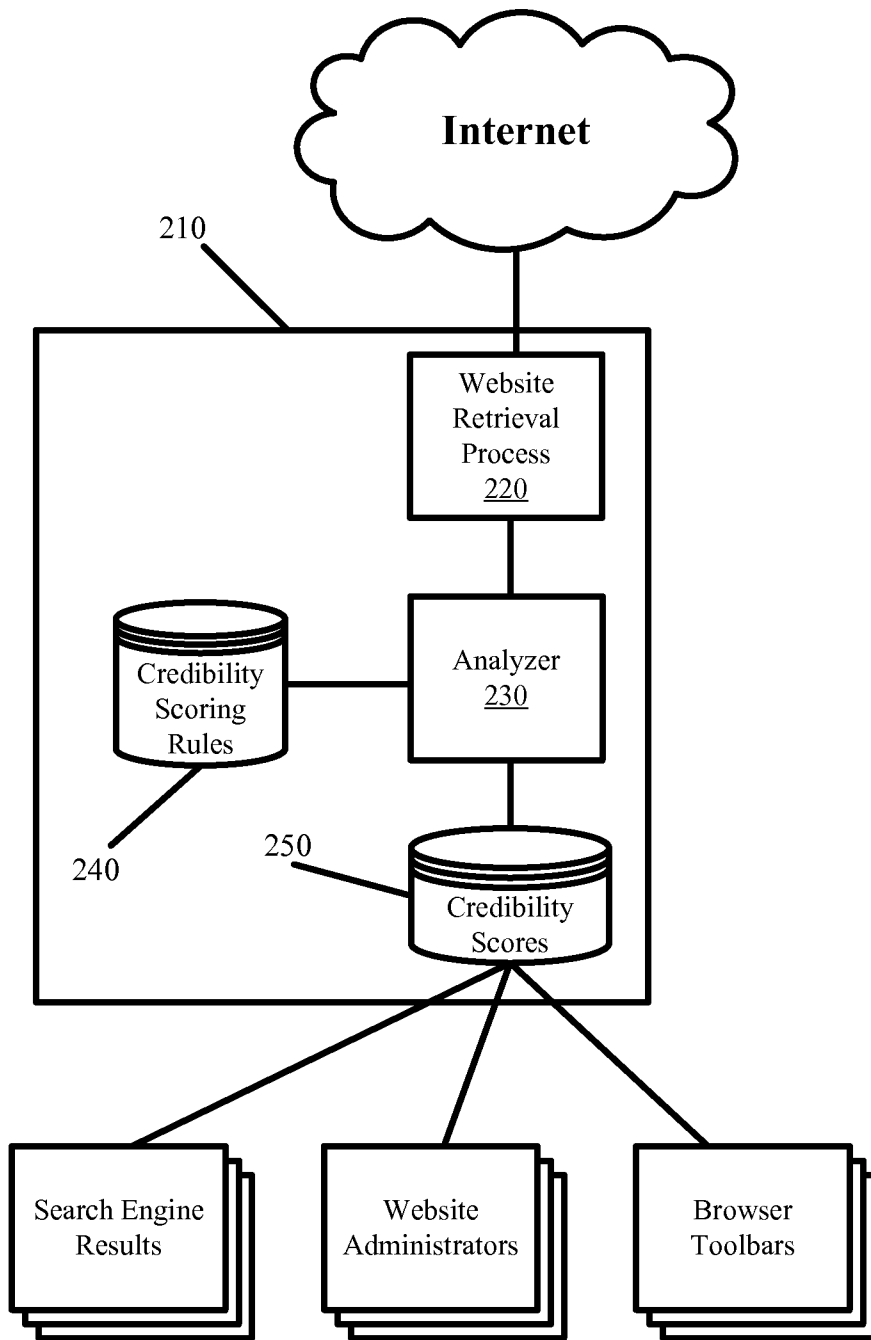 Internet
210
Website
Retrieval
Process
220
Credibility
Scoring
Rules
Analyzer
230
240
250
Credibility
Scores
Search Engine
Results
Website
Administrators
Browser
Toolbars